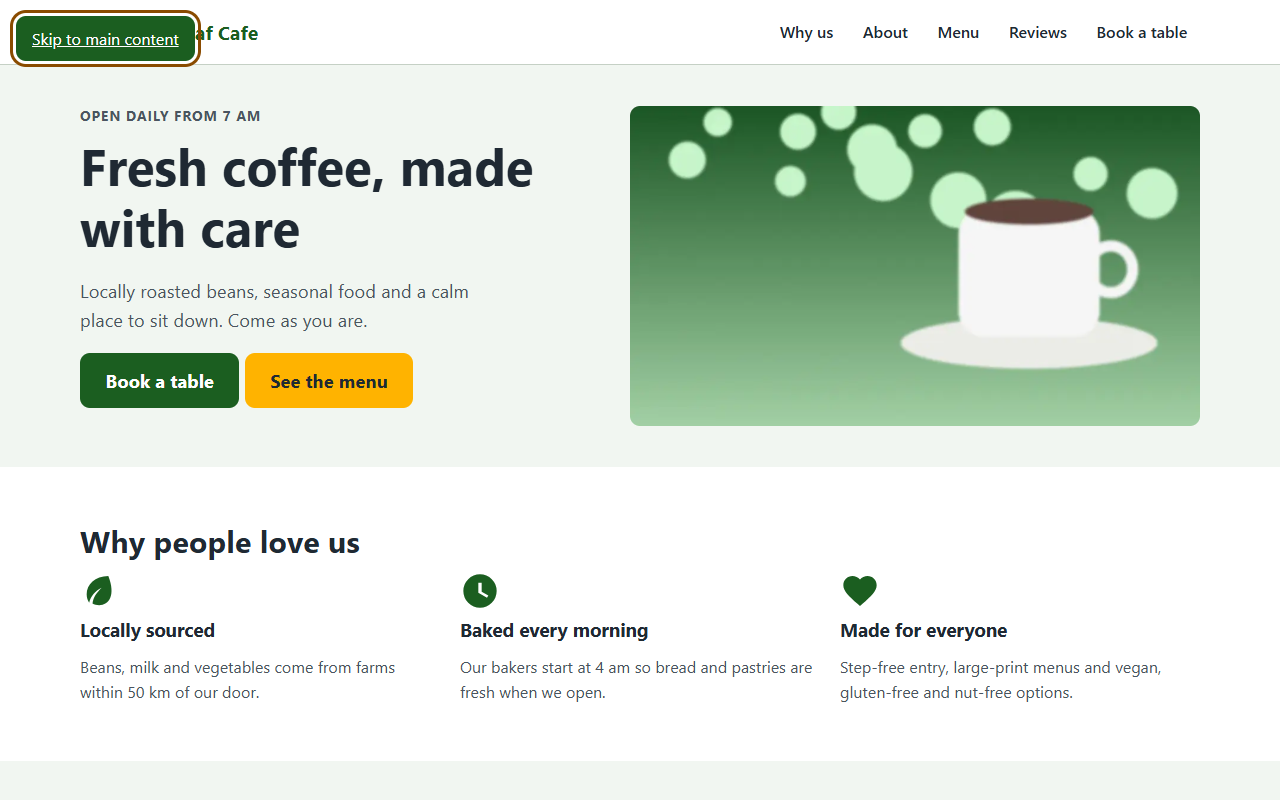 Skip to main content
Cafe
Why us
About
Menu
Reviews
Book a table
OPEN DAILY FROM 7 AM
Fresh coffee, made
with care
Locally roasted beans, seasonal food and a calm
place to sit down. Come as you are.
Book a table
See the menu
Why people love us
Locally sourced
Beans, milk and vegetables come from farms
within 50 km of our door.
Baked every morning
Our bakers start at 4 am so bread and pastries are
fresh when we open.
Made for everyone
Step-free entry, large-print menus and vegan,
gluten-free and nut-free options.